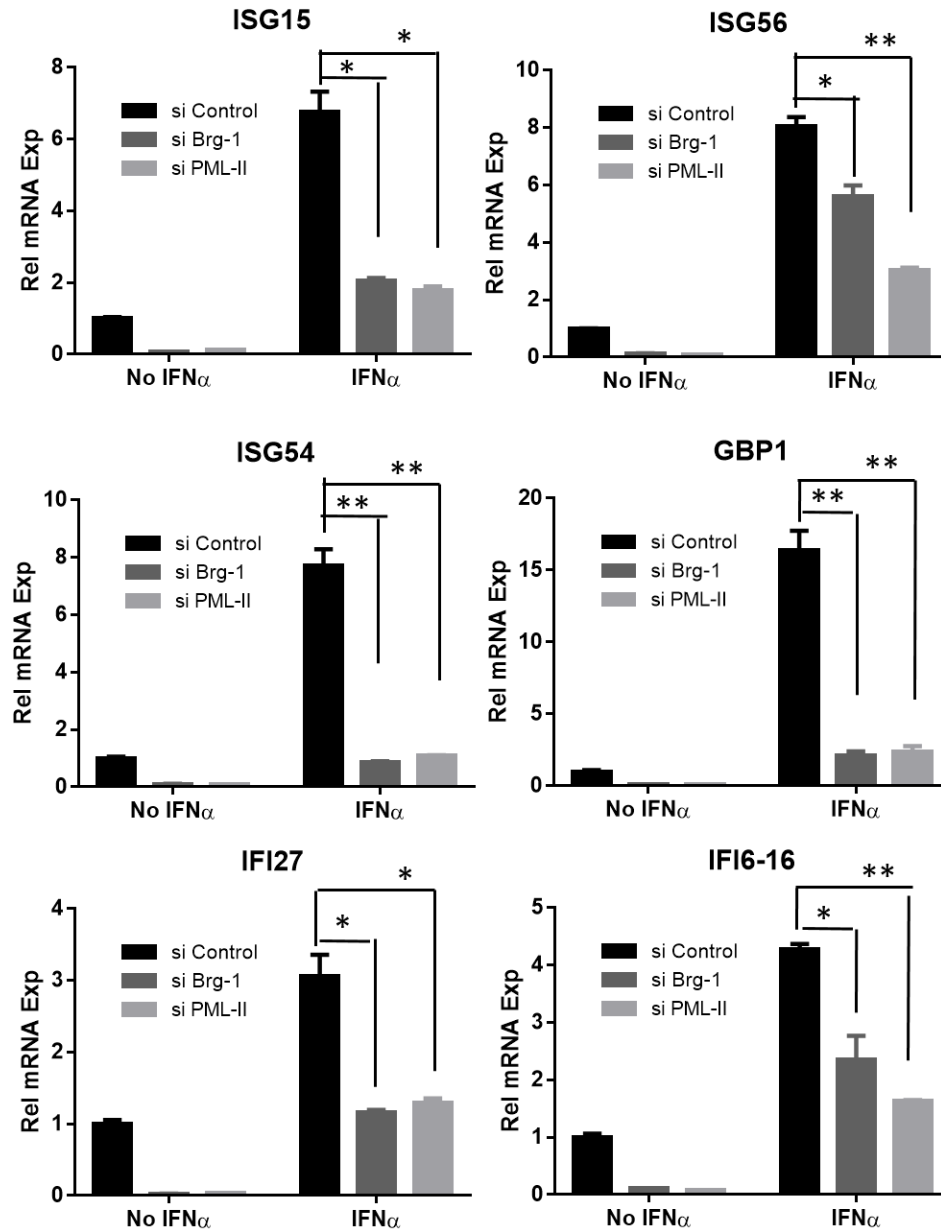 ISG15
*
*
8
6
4
2
0
Rel mRNA Exp
si Control
si Brg-1
si PML-II
No IFNα
IFNα
ISG56
**
*
10
8
6
4
2
0
Rel mRNA Exp
si Control
si Brg-1
si PML-II
No IFNα
IFNα
ISG54
**
**
10
8
6
4
2
0
Rel mRNA Exp
si Control
si Brg-1
si PML-II
No IFNα
IFNα
GBP1
**
**
20
15
10
5
0
Rel mRNA Exp
si Control
si Brg-1
si PML-II
No IFNα
IFNα
IFI27
*
*
4
3
2
1
0
Rel mRNA Exp
si Control
si Brg-1
si PML-II
No IFNα
IFNα
IFI6-16
**
*
5
4
3
2
1
0
Rel mRNA Exp
si Control
si Brg-1
si PML-II
No IFNα
IFNα